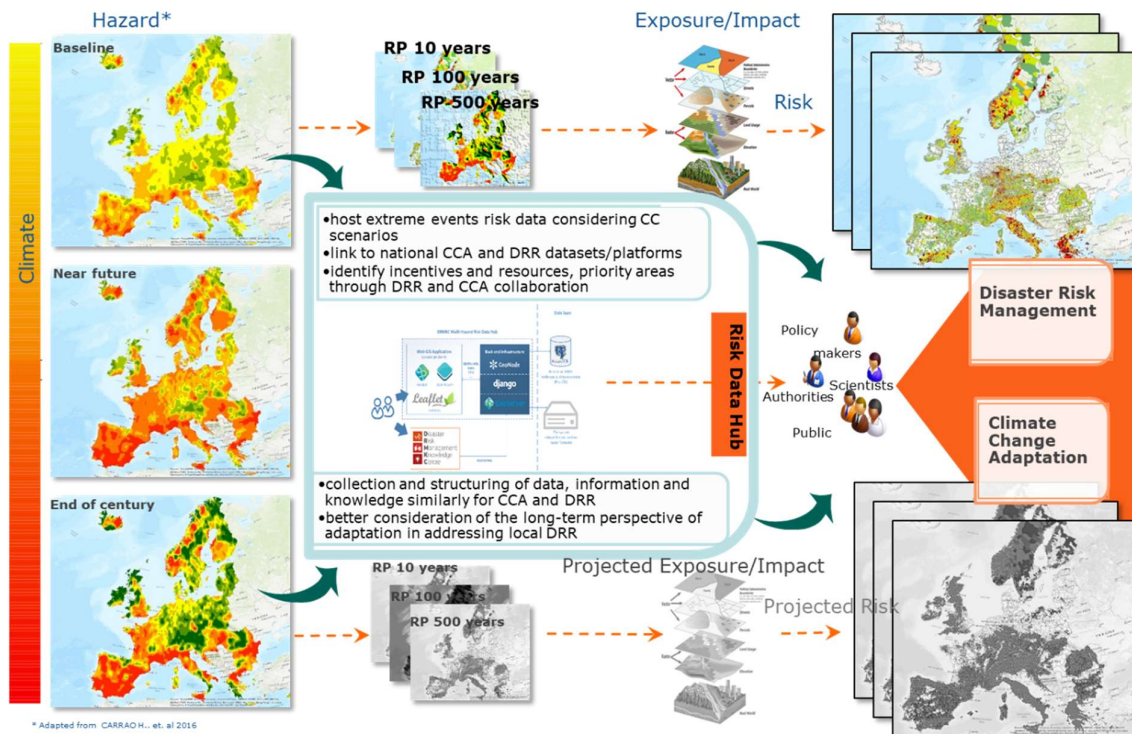 Hazard*
Exposure/Impact
Climate
Baseline
Near future
End of century
RP 10 years
RP 100 years
RP 500 years
Risk
•host extreme events risk data considering CC
scenarios
•link to national CCA and DRR datasets/platforms
•identify incentives and resources, priority areas
through DRR and CCA collaboration
GeoNode
django
Leaflet
Disaster
Risk
Management
Knowledge
Centre
Risk Data Hub
•collection and structuring of data, information and
knowledge similarly for CCA and DRR
•better consideration of the long-term perspective of
adaptation in addressing local DRR
Policy
makers
Scientists
Authorities
Public
Disaster Risk
Management
Climate
Change
Adaptation
RP 10 years
RP 100 years
RP 500 years
Projected Exposure/Impact
Projected Risk
* Adapted from CARRAO H.. et. al 2016